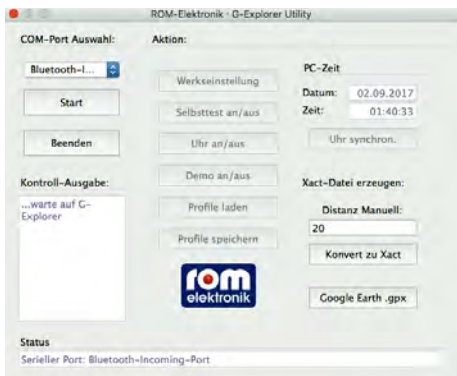 ROM-Elektronik · G-Explorer Utility
COM-Port Auswahl:
Bluetooth-I...
Start
Beenden
Kontroll-Ausgabe:
...warte auf G-
Explorer
Aktion:
Werkseinstellung
Selbsttest an/aus
Uhr an/aus
Demo an/aus
Profile laden
Profile speichern
rom
elektronik
PC-Zeit
Datum: 02.09.2017
Zeit: 01:40:33
Uhr synchron.
Xact-Datei erzeugen:
Distanz Manuell:
20
Konvert zu Xact
Google Earth .gpx
Status
Serieller Port: Bluetooth-Incoming-Port